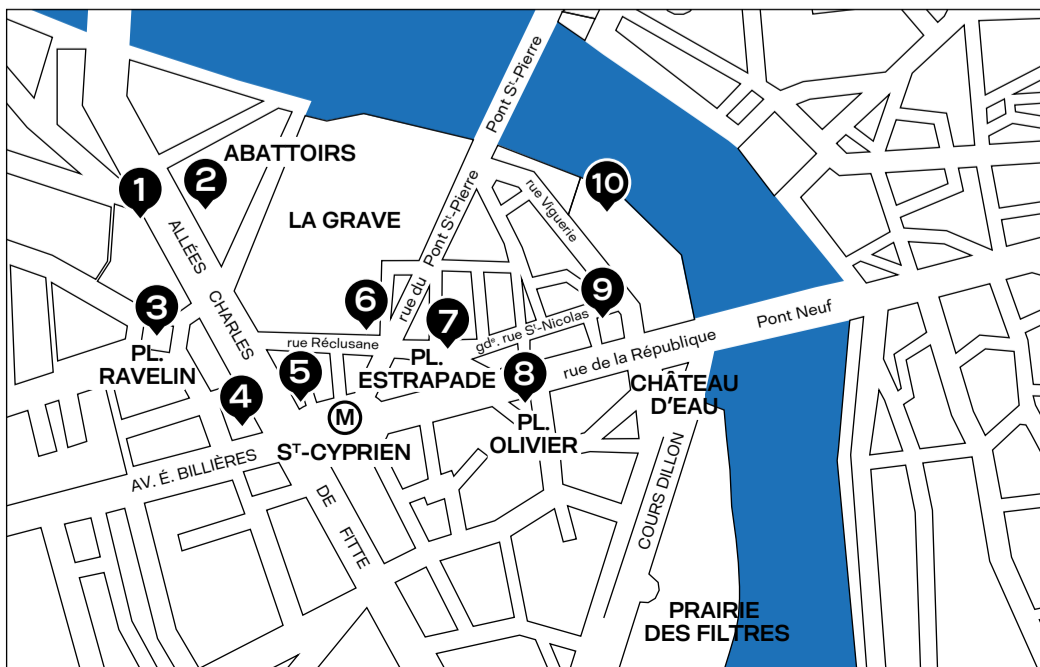 Pont Sᵗ-Pierre
ABATTOIRS
1
2
10
LA GRAVE
rue Viguerie
rue du Pont Sᵗ-Pierre
ALLÉES CHARLES DE FITTE
3
6
7
9
gdᵉ. rue Sᵗ-Nicolas
Pont Neuf
rue Réclusane
rue de la République
PL.
RAVELIN
PL.
ESTRAPADE
5
8
4
CHÂTEAU
D'EAU
M
Sᵀ-CYPRIEN
PL.
OLIVIER
AV. É. BILLIÈRES
COURS DILLON
PRAIRIE
DES FILTRES